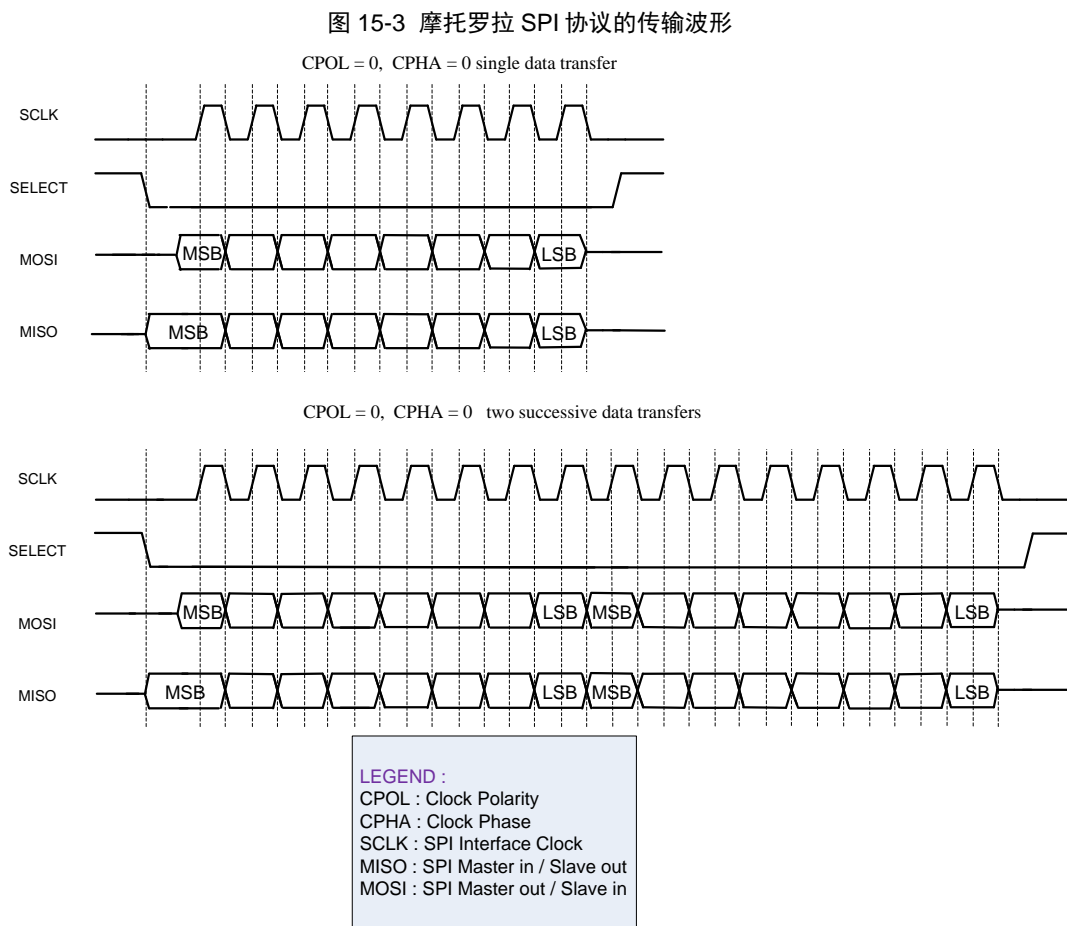 图 15-3 摩托罗拉 SPI 协议的传输波形
CPOL = 0, CPHA = 0 single data transfer
SCLK
SELECT
MOSI
MSB
LSB
MISO
MSB
LSB
CPOL = 0, CPHA = 0 two successive data transfers
SCLK
SELECT
MOSI
MSB
LSB
MSB
LSB
MISO
MSB
LSB
MSB
LSB
LEGEND :
CPOL : Clock Polarity
CPHA : Clock Phase
SCLK : SPI Interface Clock
MISO : SPI Master in / Slave out
MOSI : SPI Master out / Slave in